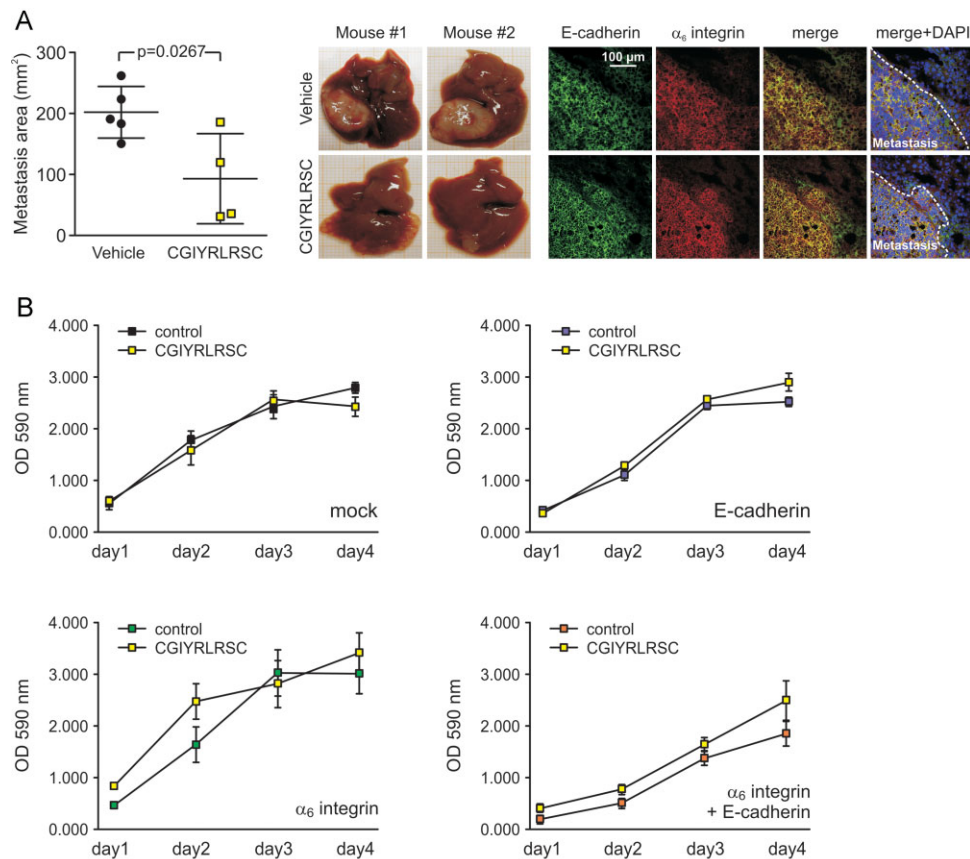 A
p=0.0267
Metastasis area (mm²)
300
200
100
0
Vehicle
CGIYRLRSC
Mouse #1
Mouse #2
Vehicle
CGIYRLRSC
E-cadherin
α₆ integrin
merge
merge+DAPI
100 µm
Metastasis
Metastasis
B
control
CGIYRLRSC
OD 590 nm
4.000
3.000
2.000
1.000
0.000
mock
day1 day2 day3 day4
control
CGIYRLRSC
OD 590 nm
4.000
3.000
2.000
1.000
0.000
E-cadherin
day1 day2 day3 day4
control
CGIYRLRSC
OD 590 nm
4.000
3.000
2.000
1.000
0.000
α₆ integrin
day1 day2 day3 day4
control
CGIYRLRSC
OD 590 nm
4.000
3.000
2.000
1.000
0.000
α₆ integrin
+ E-cadherin
day1 day2 day3 day4